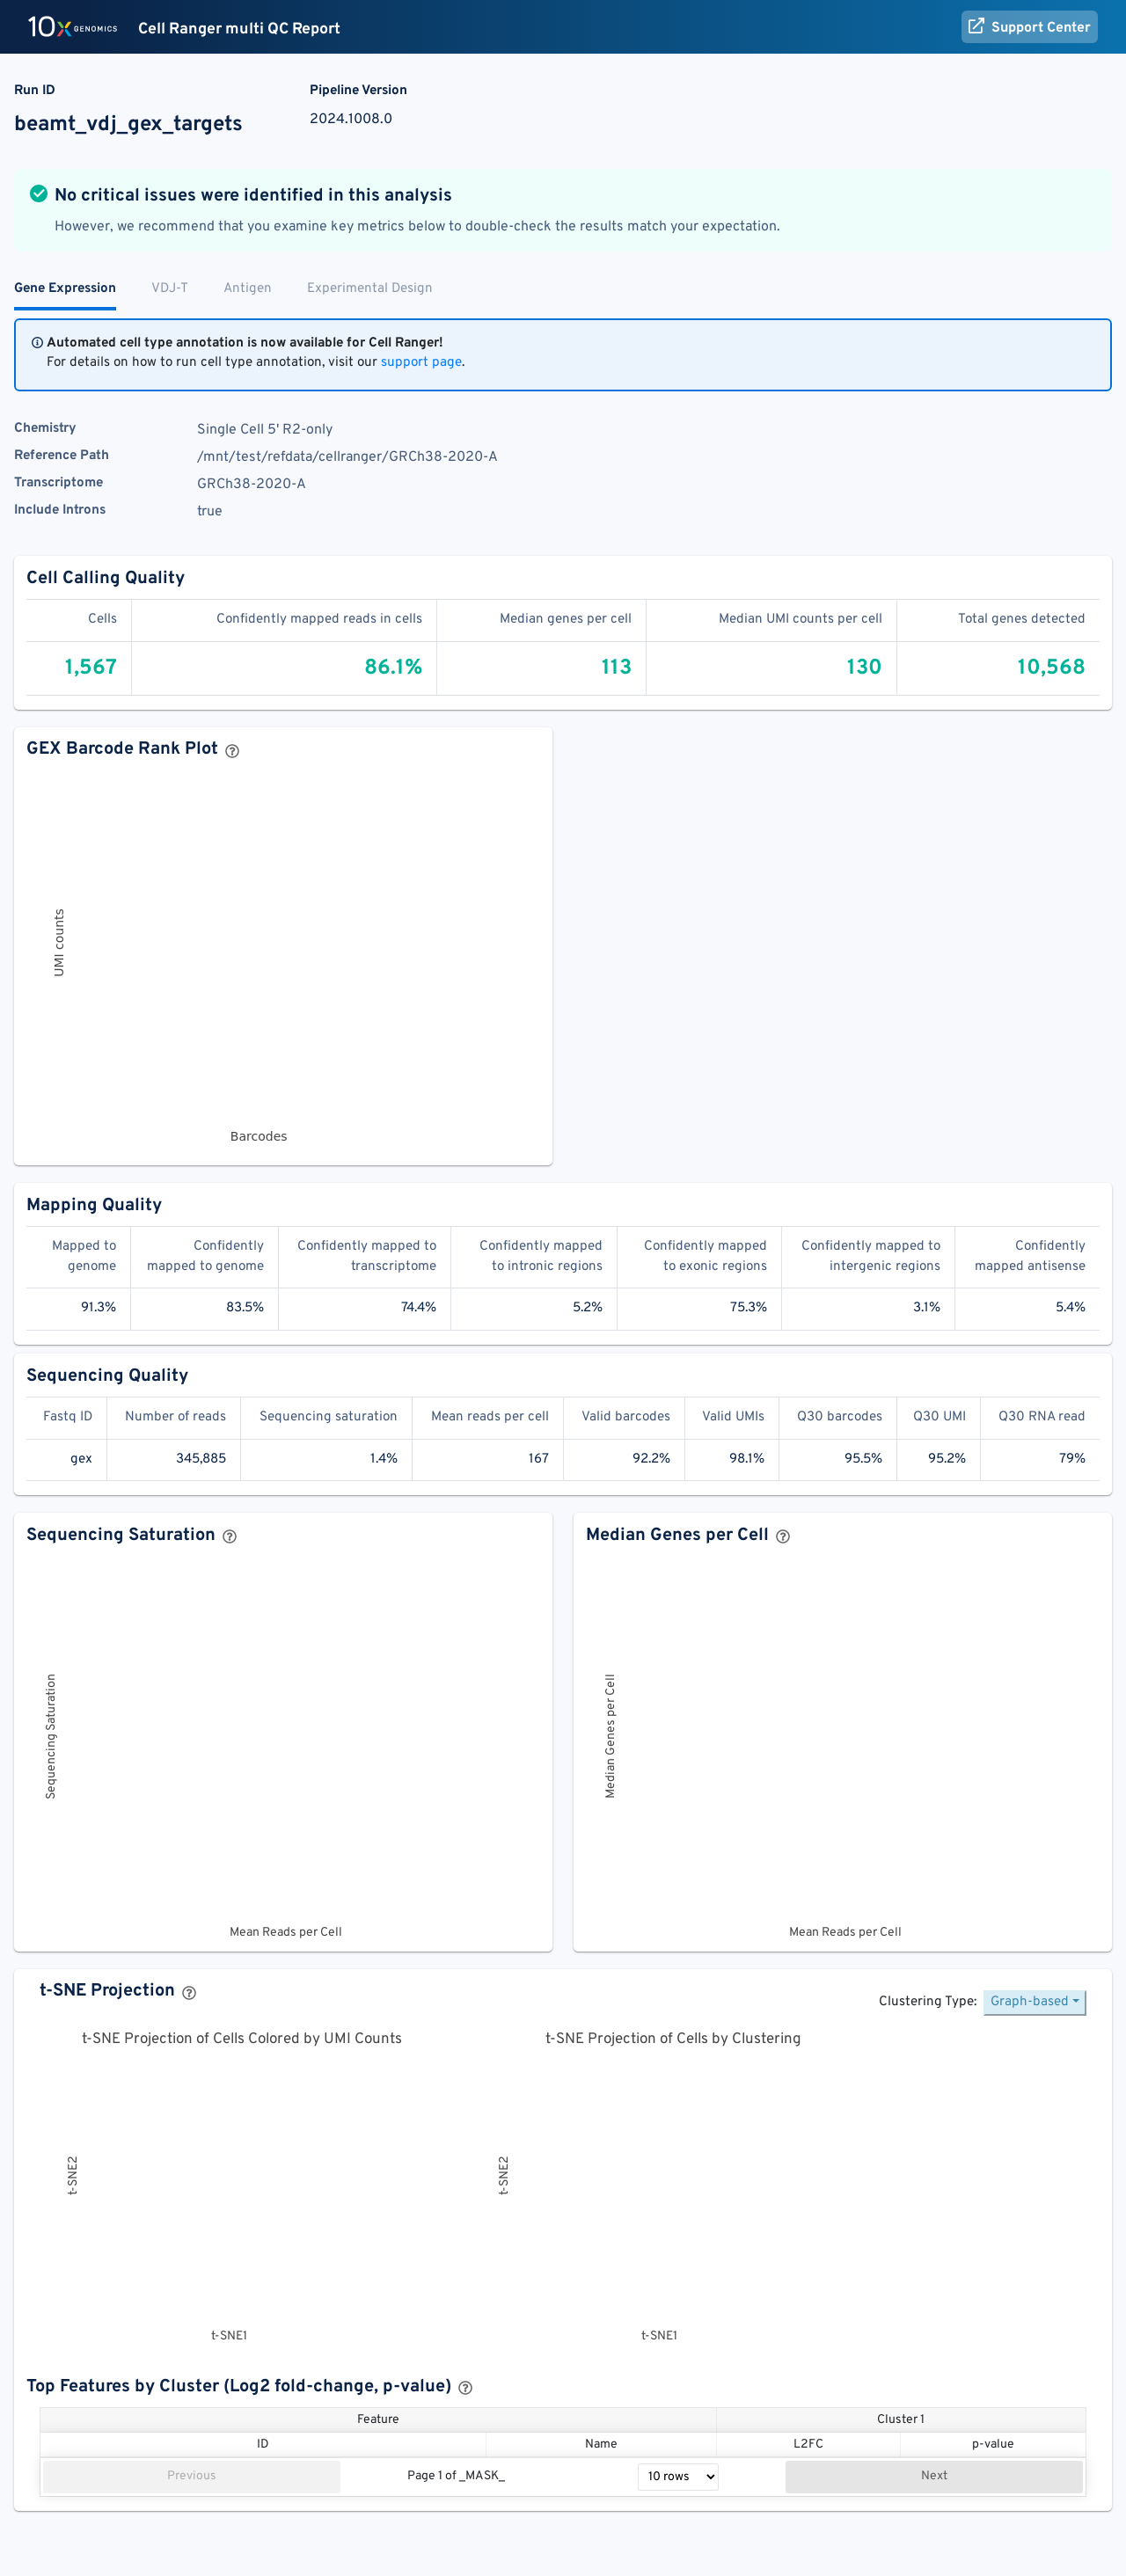 10x GENOMICS Cell Ranger multi QC Report Support Center
Run ID Pipeline Version
beamt_vdj_gex_targets 2024.1008.0
No critical issues were identified in this analysis
However, we recommend that you examine key metrics below to double-check the results match your expectation.
Gene Expression VDJ-T Antigen Experimental Design
Automated cell type annotation is now available for Cell Ranger!
For details on how to run cell type annotation, visit our support page.
Chemistry Single Cell 5' R2-only
Reference Path /mnt/test/refdata/cellranger/GRCh38-2020-A
Transcriptome GRCh38-2020-A
Include Introns true
Cell Calling Quality
Cells Confidently mapped reads in cells Median genes per cell Median UMI counts per cell Total genes detected
1,567 86.1% 113 130 10,568
GEX Barcode Rank Plot
UMI counts
Barcodes
Mapping Quality
Mapped to genome Confidently mapped to genome Confidently mapped to transcriptome Confidently mapped to intronic regions Confidently mapped to exonic regions Confidently mapped to intergenic regions Confidently mapped antisense
91.3% 83.5% 74.4% 5.2% 75.3% 3.1% 5.4%
Sequencing Quality
Fastq ID Number of reads Sequencing saturation Mean reads per cell Valid barcodes Valid UMIs Q30 barcodes Q30 UMI Q30 RNA read
gex 345,885 1.4% 167 92.2% 98.1% 95.5% 95.2% 79%
Sequencing Saturation
Sequencing Saturation
Mean Reads per Cell
Median Genes per Cell
Median Genes per Cell
Mean Reads per Cell
t-SNE Projection
Clustering Type: Graph-based
t-SNE Projection of Cells Colored by UMI Counts
t-SNE2
t-SNE1
t-SNE Projection of Cells by Clustering
t-SNE2
t-SNE1
Top Features by Cluster (Log2 fold-change, p-value)
Feature Cluster 1
ID Name L2FC p-value
Previous Page 1 of _MASK_ 10 rows Next